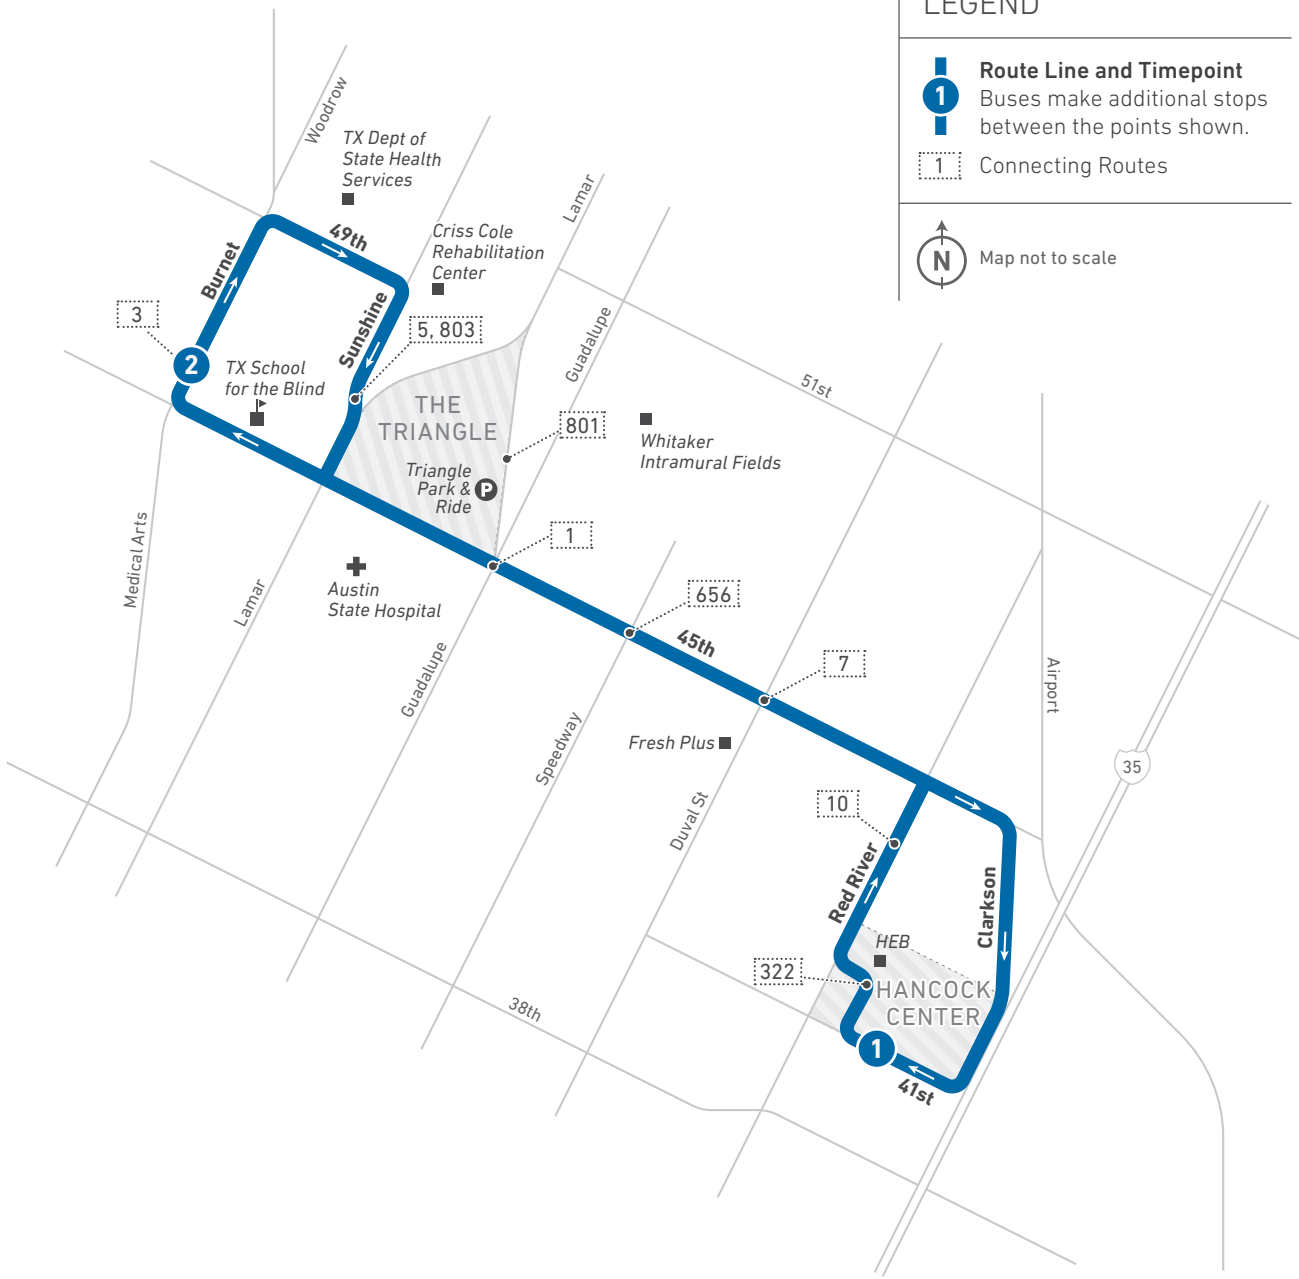 LEGEND
1
Route Line and Timepoint
Buses make additional stops
between the points shown.
1
Connecting Routes
N
Map not to scale
Woodrow
TX Dept of
State Health
Services
Lamar
49th
Criss Cole
Rehabilitation
Center
Burnet
Sunshine
Guadalupe
3
5, 803
2
TX School
for the Blind
51st
THE
TRIANGLE
801
Whitaker
Intramural Fields
Triangle
Park &
Ride
P
1
Medical Arts
Austin
State Hospital
Lamar
656
45th
Guadalupe
7
Airport
Speedway
Fresh Plus
35
10
Duval St
Red River
Clarkson
HEB
322
HANCOCK
CENTER
38th
1
41st